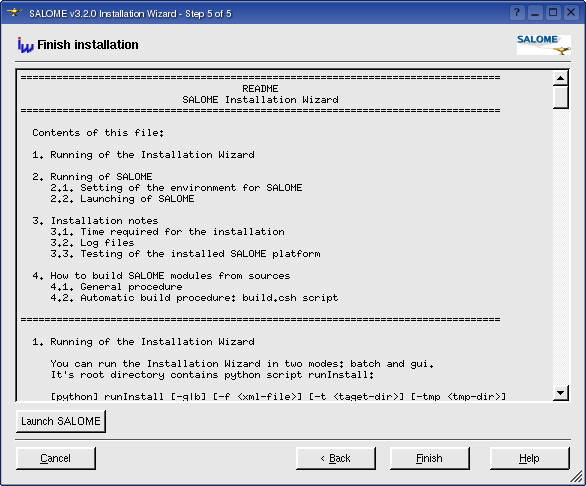 SALOME v3.2.0 Installation Wizard - Step 5 of 5
Finish installation
SALOME
================================================================================
README
SALOME Installation Wizard
================================================================================
Contents of this file:
1. Running of the Installation Wizard
2. Running of SALOME
2.1. Setting of the environment for SALOME
2.2. Launching of SALOME
3. Installation notes
3.1. Time required for the installation
3.2. Log files
3.3. Testing of the installed SALOME platform
4. How to build SALOME modules from sources
4.1. General procedure
4.2. Automatic build procedure: build.csh script
================================================================================
1. Running of the Installation Wizard
You can run the Installation Wizard in two modes: batch and gui.
It's root directory contains python script runInstall:
[python] runInstall [-g|b] [-f <xml-file>] [-t <taget-dir>] [-tmp <tmp-dir>]
Launch SALOME
Cancel
< Back
Finish
Help